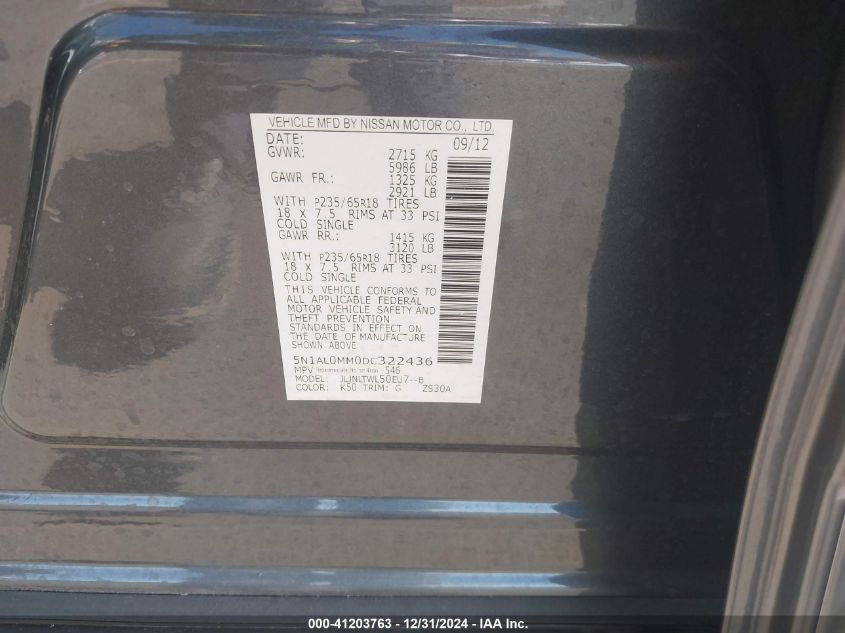 VEHICLE MFD BY NISSAN MOTOR CO., LTD.
DATE: 09/12
GVWR: 2715 KG
5986 LB
GAWR FR.: 1325 KG
2921 LB
WITH P235/65R18 TIRES
18 X 7.5 RIMS AT 33 PSI
COLD SINGLE
GAWR RR.: 1415 KG
3120 LB
WITH P235/65R18 TIRES
18 X 7.5 RIMS AT 33 PSI
COLD SINGLE
THIS VEHICLE CONFORMS TO
ALL APPLICABLE FEDERAL
MOTOR VEHICLE SAFETY AND
THEFT PREVENTION
STANDARDS IN EFFECT ON
THE DATE OF MANUFACTURE
SHOWN ABOVE.
5N1AL0MM0DC322436
MPV 546
MODEL: JLJNLTWL50EU7--B
COLOR: K50 TRIM: G ZS30A
000-41203763 - 12/31/2024 - IAA Inc.